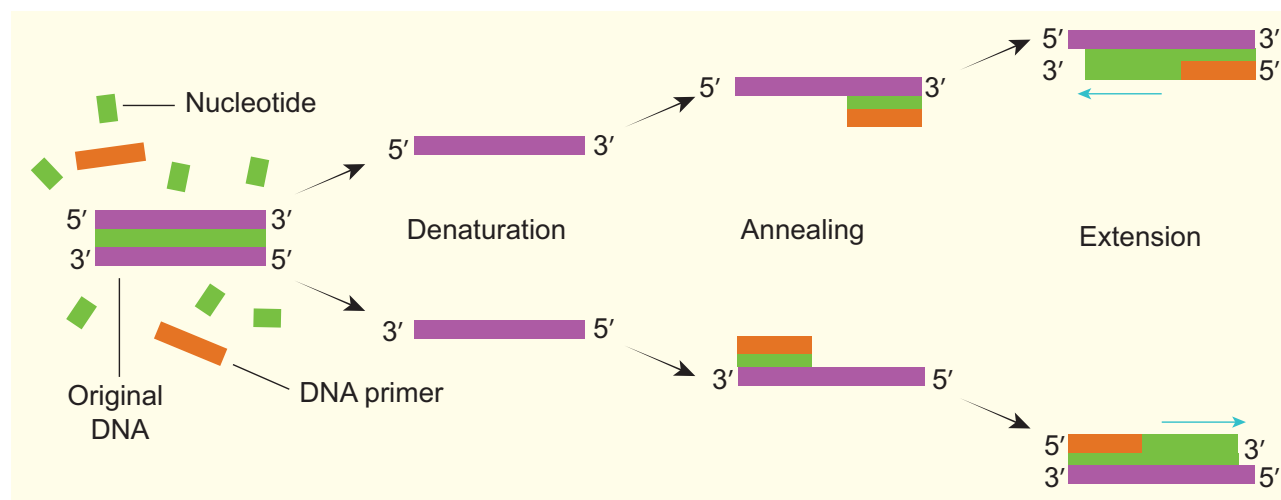 5′ 3′
3′ 5′
Nucleotide
5′ 3′
5′ 3′
5′ 3′
3′ 5′
Denaturation
Annealing
Extension
3′ 5′
3′ 5′
Original
DNA
DNA primer
5′ 3′
3′ 5′